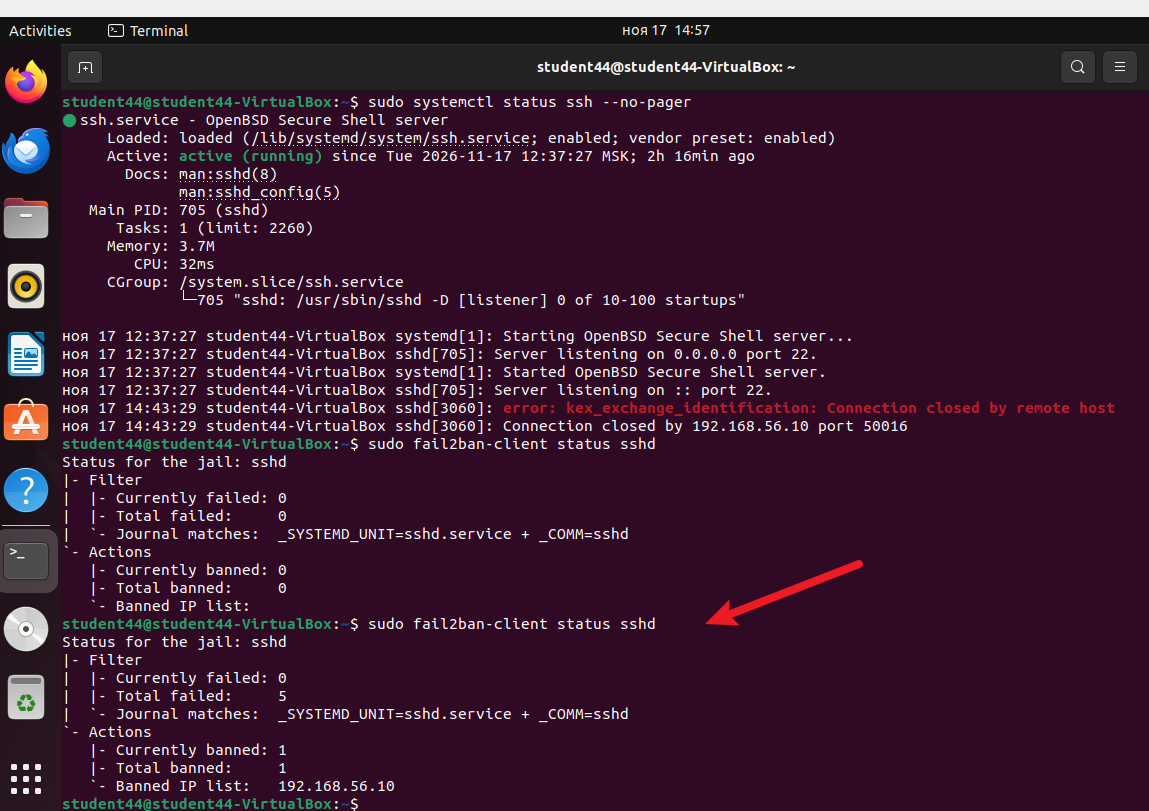 Activities
Terminal
ноя 17 14:57
student44@student44-VirtualBox: ~
student44@student44-VirtualBox:~$ sudo systemctl status ssh --no-pager
ssh.service - OpenBSD Secure Shell server
Loaded: loaded (/lib/systemd/system/ssh.service; enabled; vendor preset: enabled)
Active: active (running) since Tue 2026-11-17 12:37:27 MSK; 2h 16min ago
Docs: man:sshd(8)
man:sshd_config(5)
Main PID: 705 (sshd)
Tasks: 1 (limit: 2260)
Memory: 3.7M
CPU: 32ms
CGroup: /system.slice/ssh.service
└─705 "sshd: /usr/sbin/sshd -D [listener] 0 of 10-100 startups"
ноя 17 12:37:27 student44-VirtualBox systemd[1]: Starting OpenBSD Secure Shell server...
ноя 17 12:37:27 student44-VirtualBox sshd[705]: Server listening on 0.0.0.0 port 22.
ноя 17 12:37:27 student44-VirtualBox systemd[1]: Started OpenBSD Secure Shell server.
ноя 17 12:37:27 student44-VirtualBox sshd[705]: Server listening on :: port 22.
ноя 17 14:43:29 student44-VirtualBox sshd[3060]: error: kex_exchange_identification: Connection closed by remote host
ноя 17 14:43:29 student44-VirtualBox sshd[3060]: Connection closed by 192.168.56.10 port 50016
student44@student44-VirtualBox:~$ sudo fail2ban-client status sshd
Status for the jail: sshd
|- Filter
|  |- Currently failed: 0
|  |- Total failed:     0
|  `- Journal matches:  _SYSTEMD_UNIT=sshd.service + _COMM=sshd
`- Actions
   |- Currently banned: 0
   |- Total banned:     0
   `- Banned IP list:
student44@student44-VirtualBox:~$ sudo fail2ban-client status sshd
Status for the jail: sshd
|- Filter
|  |- Currently failed: 0
|  |- Total failed:     5
|  `- Journal matches:  _SYSTEMD_UNIT=sshd.service + _COMM=sshd
`- Actions
   |- Currently banned: 1
   |- Total banned:     1
   `- Banned IP list:   192.168.56.10
student44@student44-VirtualBox:~$